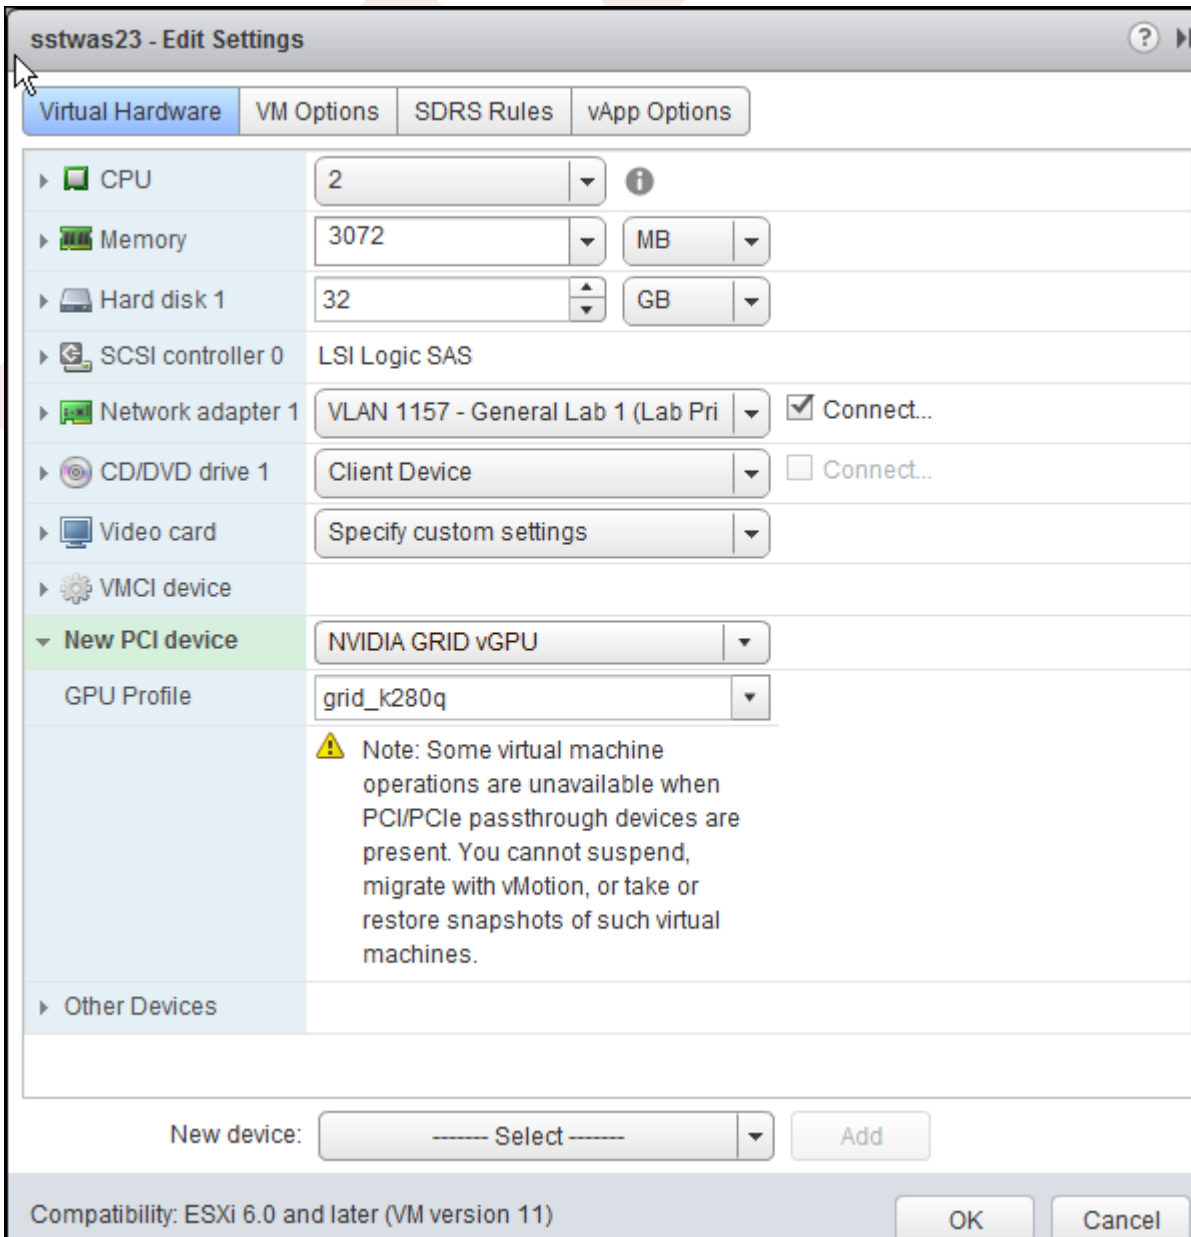 sstwas23 - Edit Settings ?
Virtual Hardware VM Options SDRS Rules vApp Options
CPU 2
Memory 3072 MB
Hard disk 1 32 GB
SCSI controller 0 LSI Logic SAS
Network adapter 1 VLAN 1157 - General Lab 1 (Lab Pri Connect...
CD/DVD drive 1 Client Device Connect...
Video card Specify custom settings
VMCI device
New PCI device NVIDIA GRID vGPU
GPU Profile grid_k280q
Note: Some virtual machine
operations are unavailable when
PCI/PCIe passthrough devices are
present. You cannot suspend,
migrate with vMotion, or take or
restore snapshots of such virtual
machines.
Other Devices
New device: ------- Select ------- Add
Compatibility: ESXi 6.0 and later (VM version 11) OK Cancel